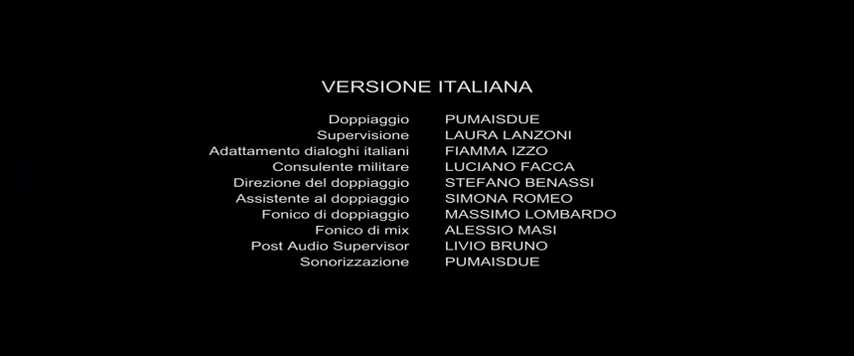 VERSIONE ITALIANA
Doppiaggio PUMAISDUE
Supervisione LAURA LANZONI
Adattamento dialoghi italiani FIAMMA IZZO
Consulente militare LUCIANO FACCA
Direzione del doppiaggio STEFANO BENASSI
Assistente al doppiaggio SIMONA ROMEO
Fonico di doppiaggio MASSIMO LOMBARDO
Fonico di mix ALESSIO MASI
Post Audio Supervisor LIVIO BRUNO
Sonorizzazione PUMAISDUE